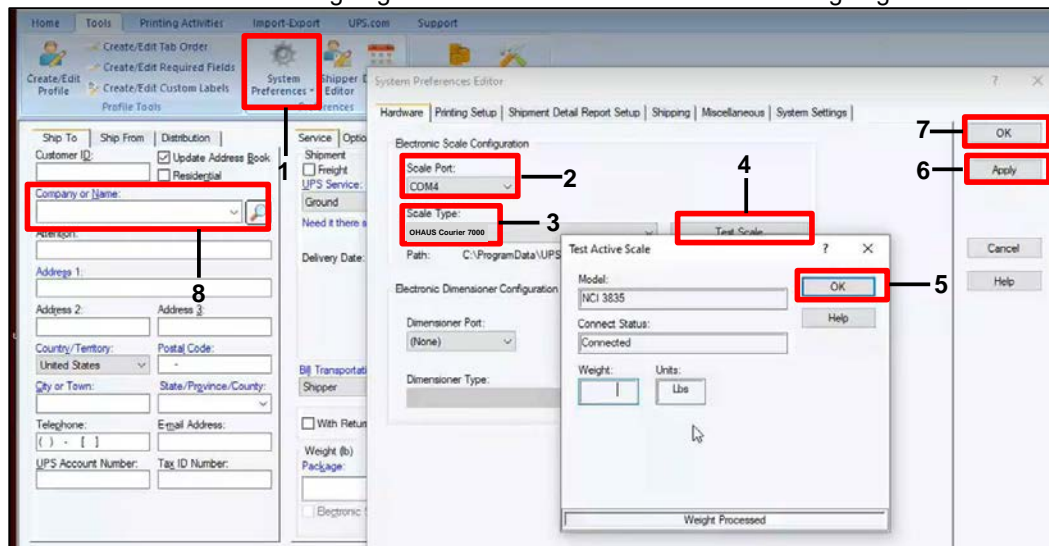 Home Tools Printing Activities Import-Export UPS.com Support
Create/Edit Profile
Create/Edit Tab Order
Create/Edit Required Fields
Create/Edit Custom Labels
Profile Tools
System Preferences
Shipper
Editor
1
Ship To Ship From Distribution
Customer ID:
Update Address Book
Residential
Company or Name:
Attention:
8
Address 1:
Address 2: Address 3:
Country/Territory: Postal Code:
United States -
City or Town: State/Province/County:
Telephone: E-mail Address:
( ) - [ ]
UPS Account Number: Tax ID Number:
Service
Shipment
Freight
UPS Service:
Ground
Need it there
Delivery Date:
Shipper
With
Weight (lb)
Package:
System Preferences Editor ? ×
Hardware Printing Setup Shipment Detail Report Setup Shipping Miscellaneous System Settings
Electronic Scale Configuration
Scale Port:
COM4
2
Scale Type:
OHAUS Courier 7000
3
4
Test Scale
Path: C:\ProgramData\UPS
Electronic Dimensioner Configuration
Dimensioner Port:
(None)
Dimensioner Type:
Test Active Scale ? ×
Model:
NCI 3835
Connect Status:
Connected
Weight: Units:
Lbs
OK
5
Help
Weight Processed
7
OK
6
Apply
Cancel
Help